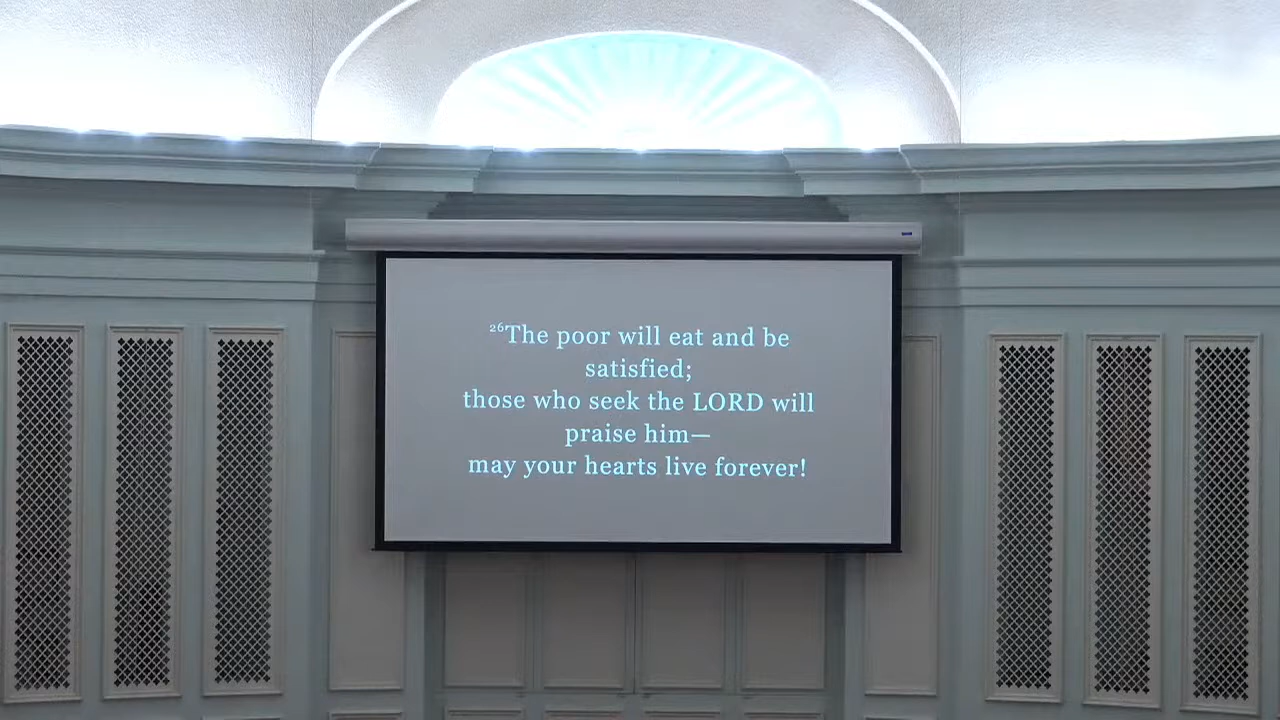 ²⁶The poor will eat and be
satisfied;
those who seek the LORD will
praise him—
may your hearts live forever!